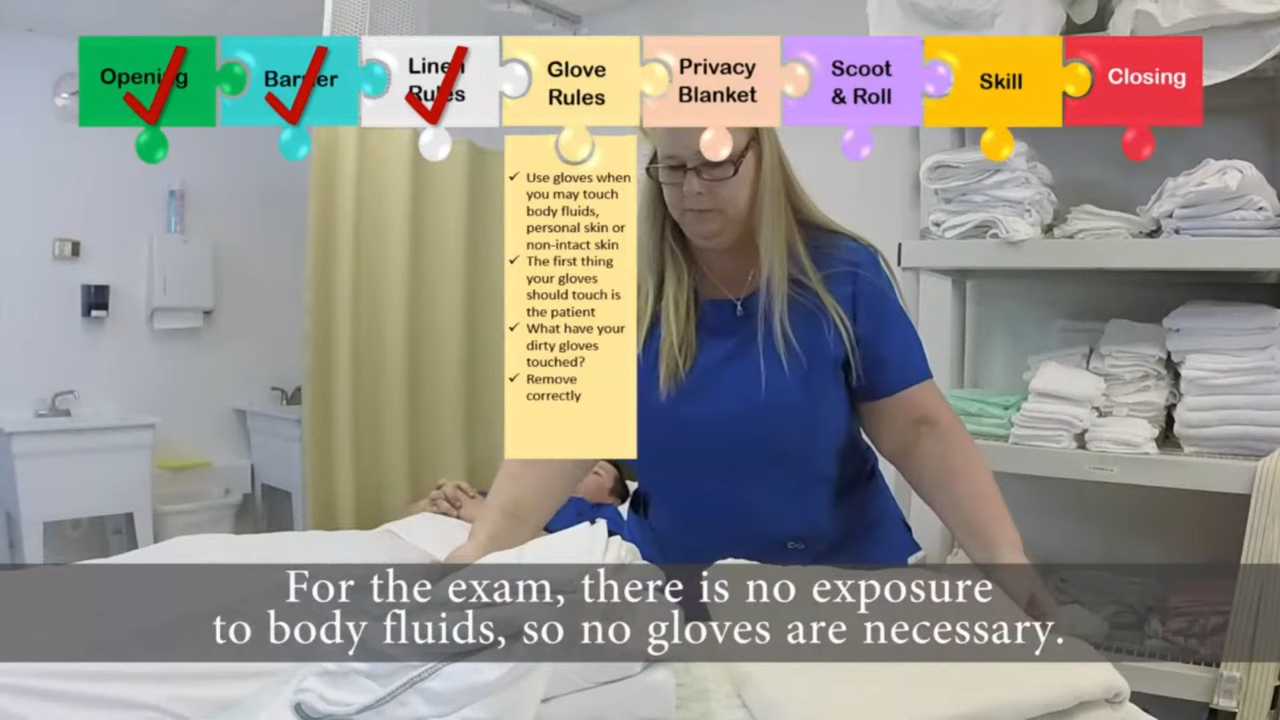 Opening
Barrier
Linen
Rules
Glove
Rules
Privacy
Blanket
Scoot
& Roll
Skill
Closing
✓ Use gloves when
you may touch
body fluids,
personal skin or
non-intact skin
✓ The first thing
your gloves
should touch is
the patient
✓ What have your
dirty gloves
touched?
✓ Remove
correctly
For the exam, there is no exposure
to body fluids, so no gloves are necessary.